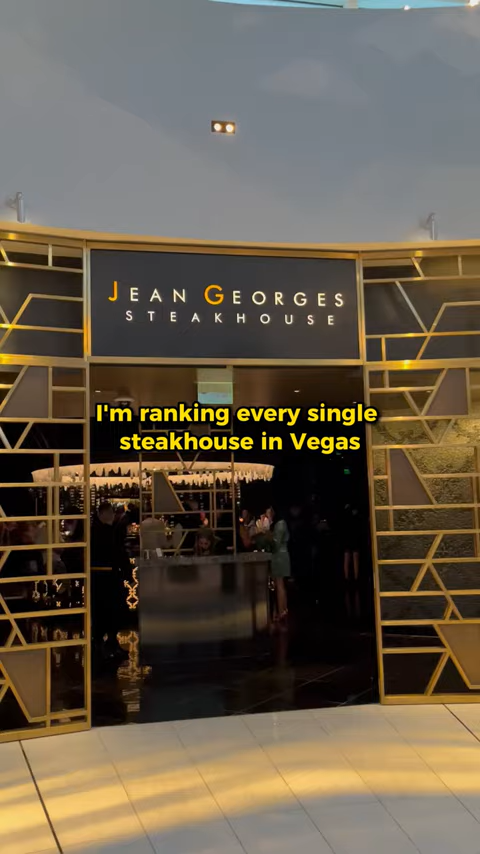 JEAN GEORGES
STEAKHOUSE
I'm ranking every single
steakhouse in Vegas